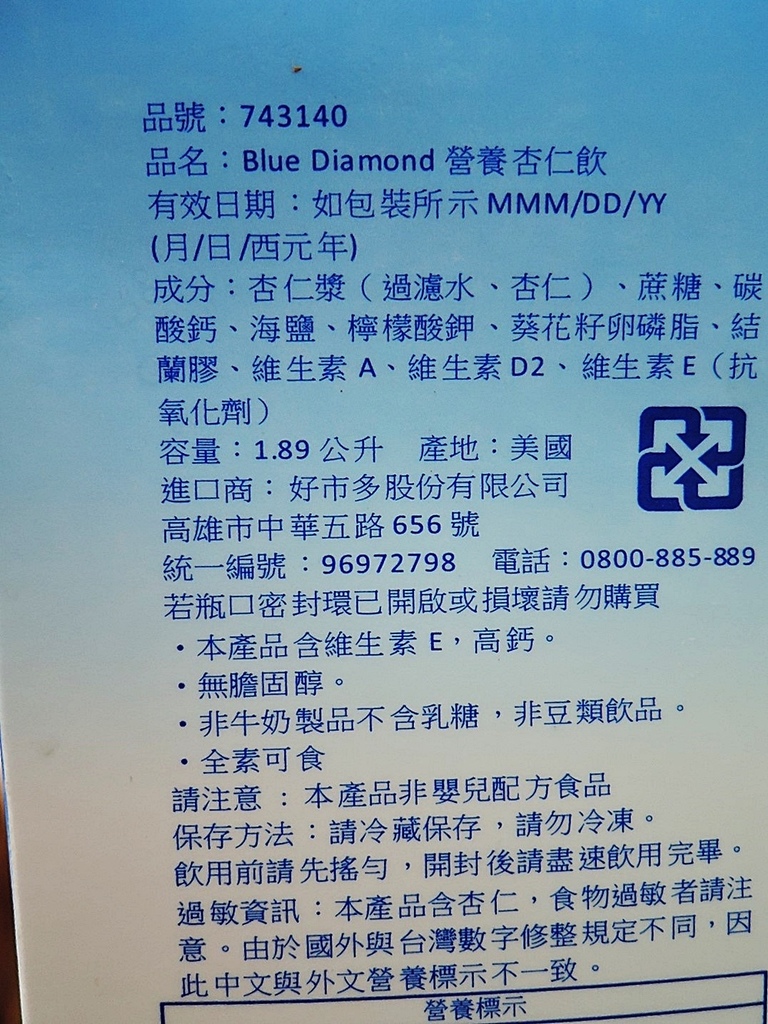 品號：743140
品名：Blue Diamond 營養杏仁飲
有效日期：如包裝所示 MMM/DD/YY
(月/日/西元年)
成分：杏仁漿（過濾水、杏仁）、蔗糖、碳
酸鈣、海鹽、檸檬酸鉀、葵花籽卵磷脂、結
蘭膠、維生素 A、維生素 D2、維生素 E（抗
氧化劑）
容量：1.89 公升 產地：美國
進口商：好市多股份有限公司
高雄市中華五路 656 號
統一編號：96972798 電話：0800-885-889
若瓶口密封環已開啟或損壞請勿購買
・本產品含維生素 E，高鈣。
・無膽固醇。
・非牛奶製品不含乳糖，非豆類飲品。
・全素可食
請注意：本產品非嬰兒配方食品
保存方法：請冷藏保存，請勿冷凍。
飲用前請先搖勻，開封後請盡速飲用完畢。
過敏資訊：本產品含杏仁，食物過敏者請注
意。由於國外與台灣數字修整規定不同，因
此中文與外文營養標示不一致。
營養標示